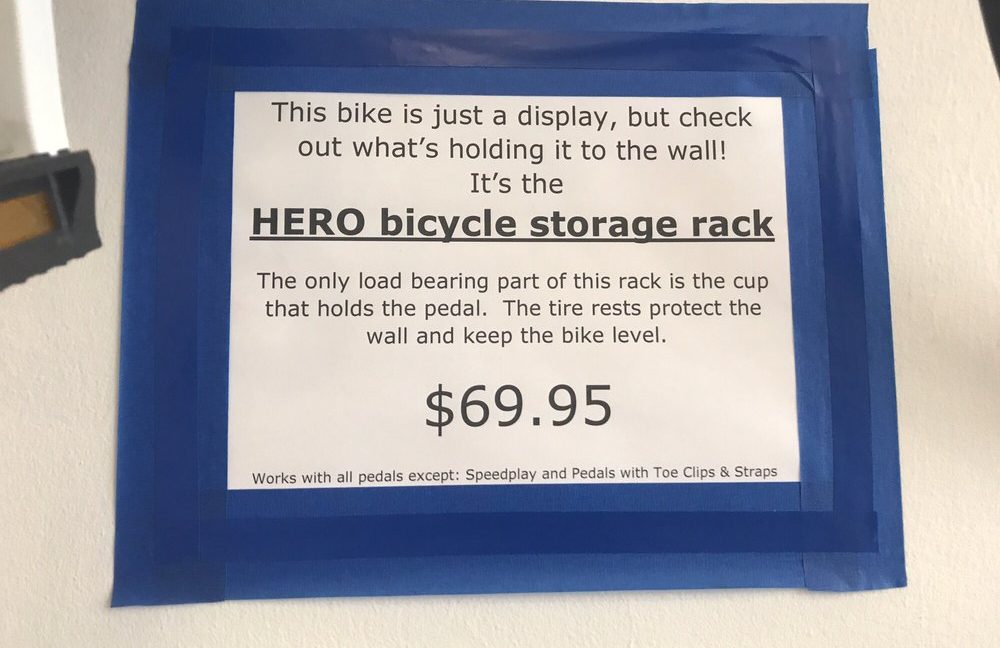 This bike is just a display, but check
out what's holding it to the wall!
It's the
HERO bicycle storage rack
The only load bearing part of this rack is the cup
that holds the pedal.  The tire rests protect the
wall and keep the bike level.
$69.95
Works with all pedals except: Speedplay and Pedals with Toe Clips & Straps